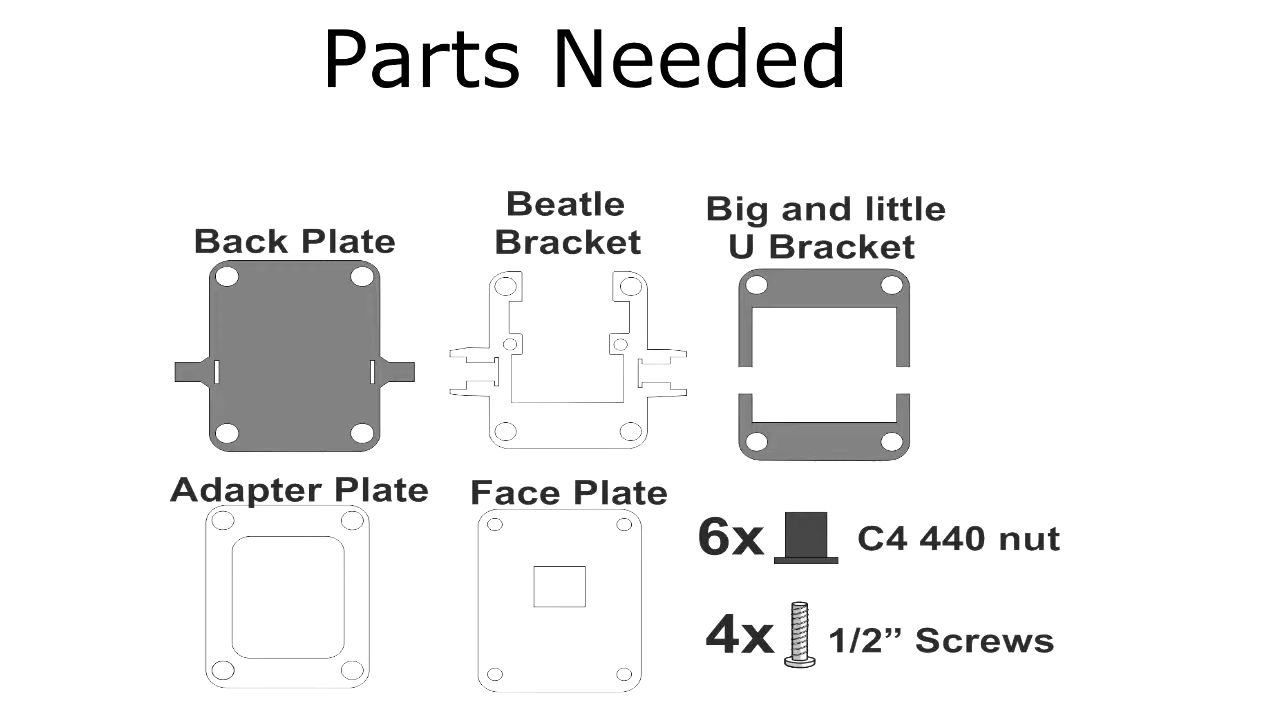 Parts Needed
Back Plate
Beatle
Bracket
Big and little
U Bracket
Adapter Plate
Face Plate
6x C4 440 nut
4x 1/2” Screws